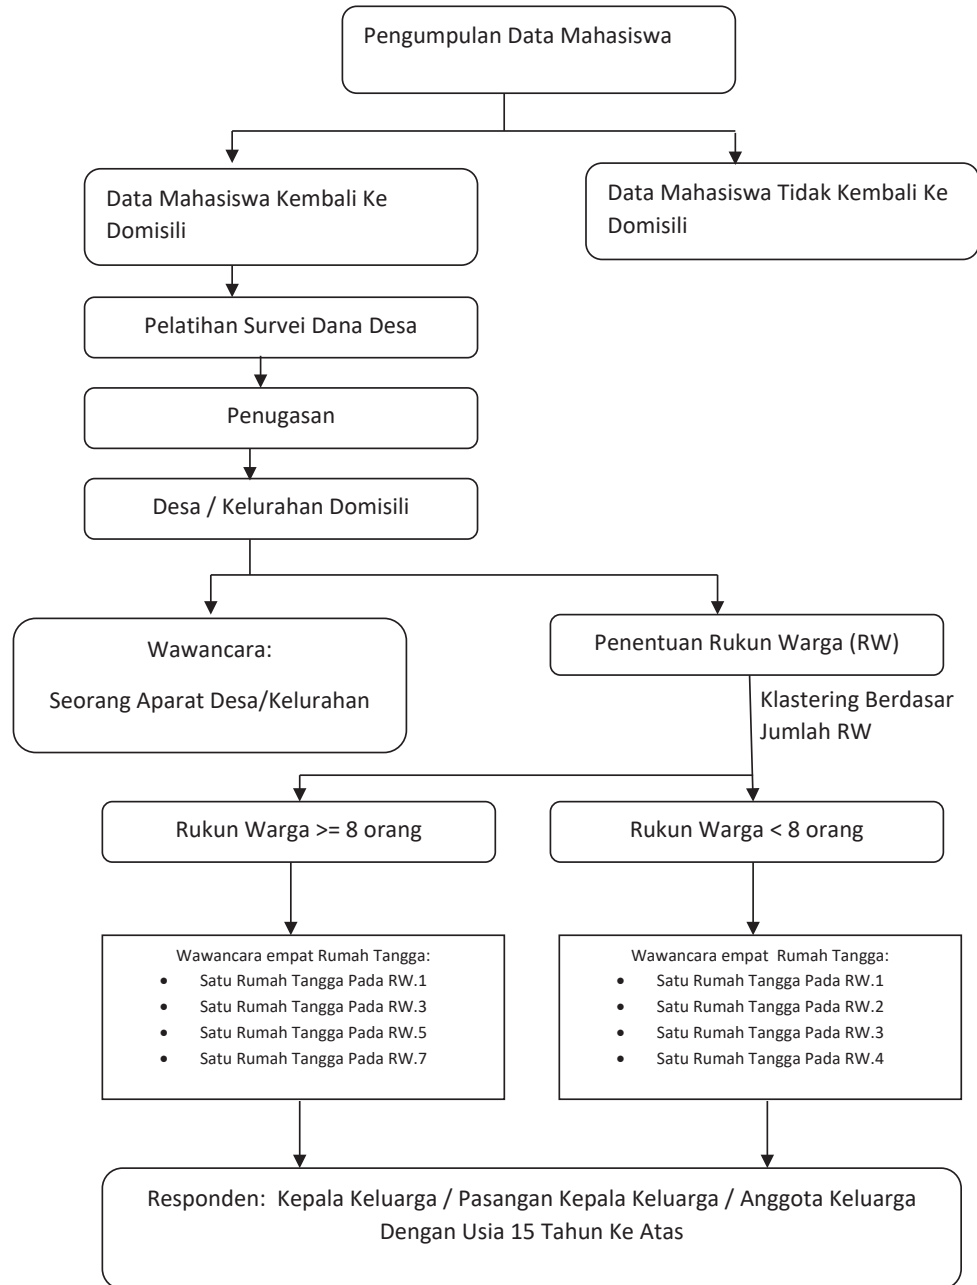 Pengumpulan Data Mahasiswa
Data Mahasiswa Kembali Ke
Domisili
Data Mahasiswa Tidak Kembali Ke
Domisili
Pelatihan Survei Dana Desa
Penugasan
Desa / Kelurahan Domisili
Wawancara:
Seorang Aparat Desa/Kelurahan
Penentuan Rukun Warga (RW)
Klastering Berdasar
Jumlah RW
Rukun Warga >= 8 orang
Rukun Warga < 8 orang
Wawancara empat Rumah Tangga:
• Satu Rumah Tangga Pada RW.1
• Satu Rumah Tangga Pada RW.3
• Satu Rumah Tangga Pada RW.5
• Satu Rumah Tangga Pada RW.7
Wawancara empat Rumah Tangga:
• Satu Rumah Tangga Pada RW.1
• Satu Rumah Tangga Pada RW.2
• Satu Rumah Tangga Pada RW.3
• Satu Rumah Tangga Pada RW.4
Responden: Kepala Keluarga / Pasangan Kepala Keluarga / Anggota Keluarga
Dengan Usia 15 Tahun Ke Atas